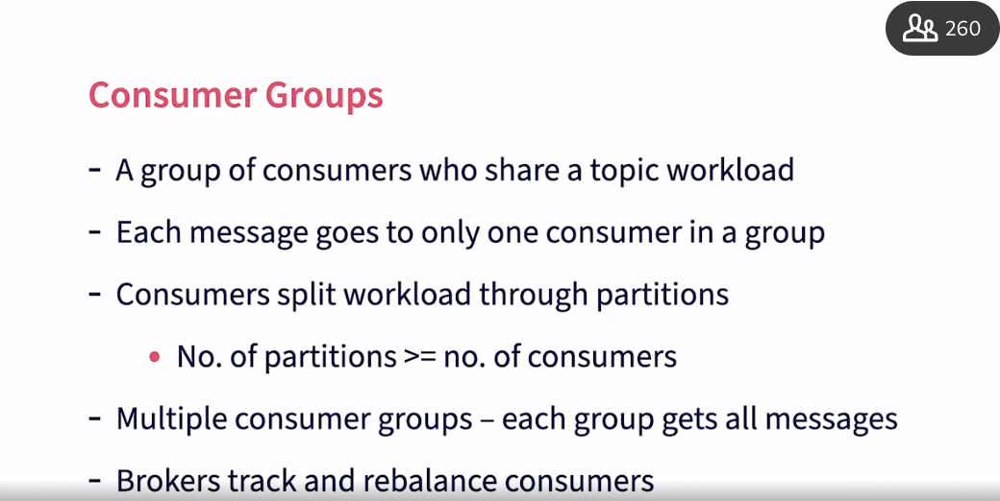 260
Consumer Groups
- A group of consumers who share a topic workload
- Each message goes to only one consumer in a group
- Consumers split workload through partitions
• No. of partitions >= no. of consumers
- Multiple consumer groups – each group gets all messages
- Brokers track and rebalance consumers